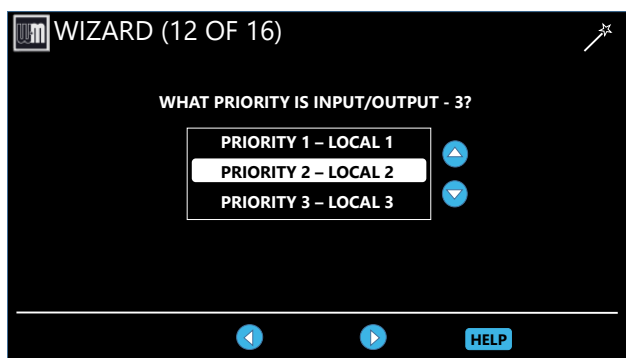 Wm WIZARD (12 OF 16)
WHAT PRIORITY IS INPUT/OUTPUT - 3?
PRIORITY 1 – LOCAL 1
PRIORITY 2 – LOCAL 2
PRIORITY 3 – LOCAL 3
HELP